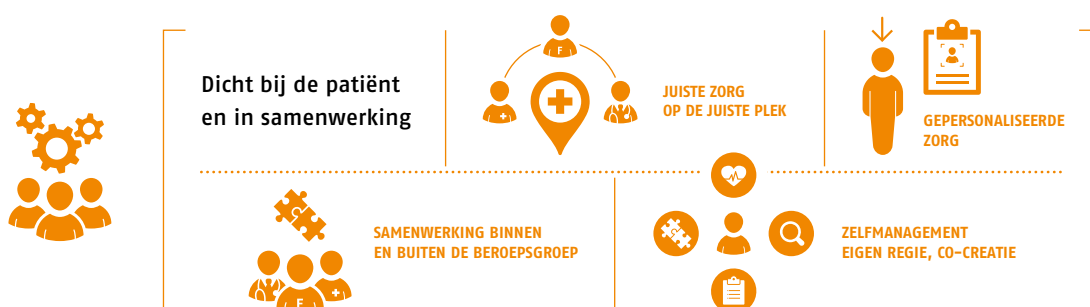 Dicht bij de patiënt
en in samenwerking
F
JUISTE ZORG
OP DE JUISTE PLEK
GEPERSONALISEERDE
ZORG
SAMENWERKING BINNEN
EN BUITEN DE BEROEPSGROEP
F
ZELFMANAGEMENT
EIGEN REGIE, CO-CREATIE